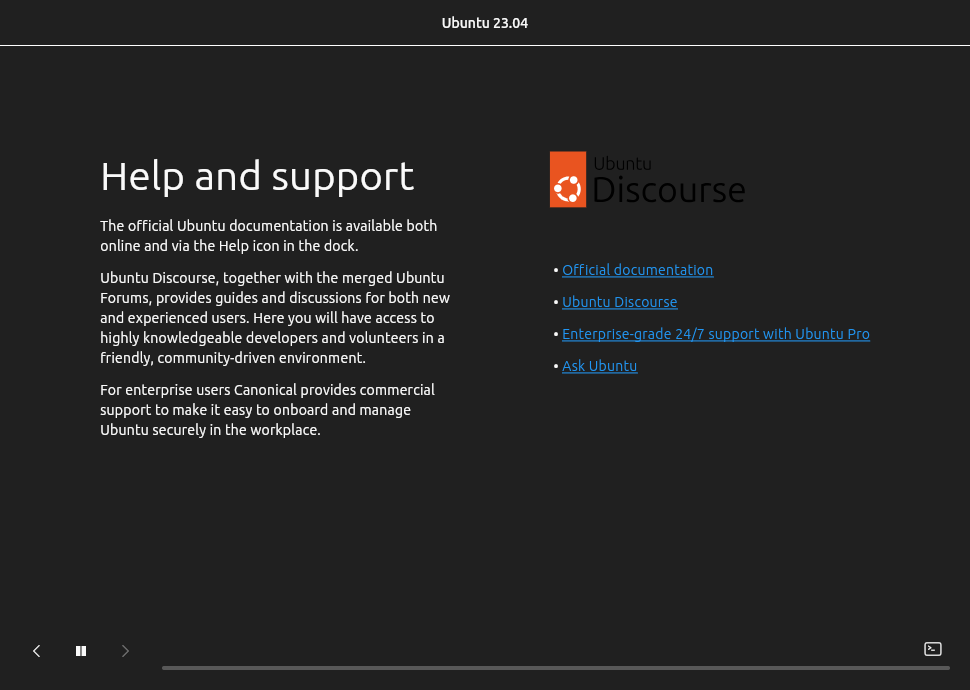 Ubuntu 23.04
Help and support
The official Ubuntu documentation is available both
online and via the Help icon in the dock.
Ubuntu Discourse, together with the merged Ubuntu
Forums, provides guides and discussions for both new
and experienced users. Here you will have access to
highly knowledgeable developers and volunteers in a
friendly, community-driven environment.
For enterprise users Canonical provides commercial
support to make it easy to onboard and manage
Ubuntu securely in the workplace.
Ubuntu
Discourse
• Official documentation
• Ubuntu Discourse
• Enterprise-grade 24/7 support with Ubuntu Pro
• Ask Ubuntu